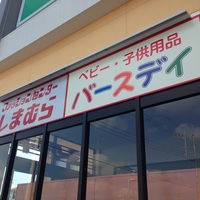 ファッションセンター
しまむら
ベビー・子供用品
バースデイ